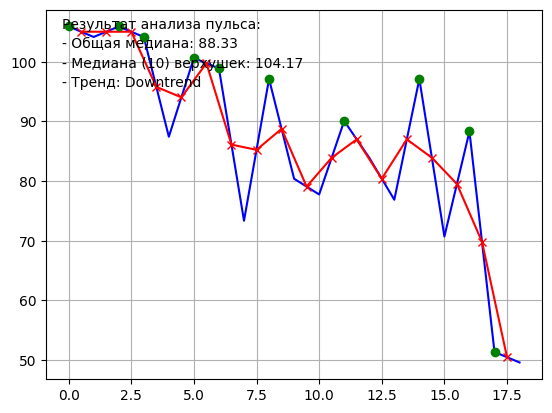 Результат анализа пульса:
- Общая медиана: 88.33
- Медиана (10) верхушек: 104.17
- Тренд: Downtrend
100
90
80
70
60
50
0.0 2.5 5.0 7.5 10.0 12.5 15.0 17.5